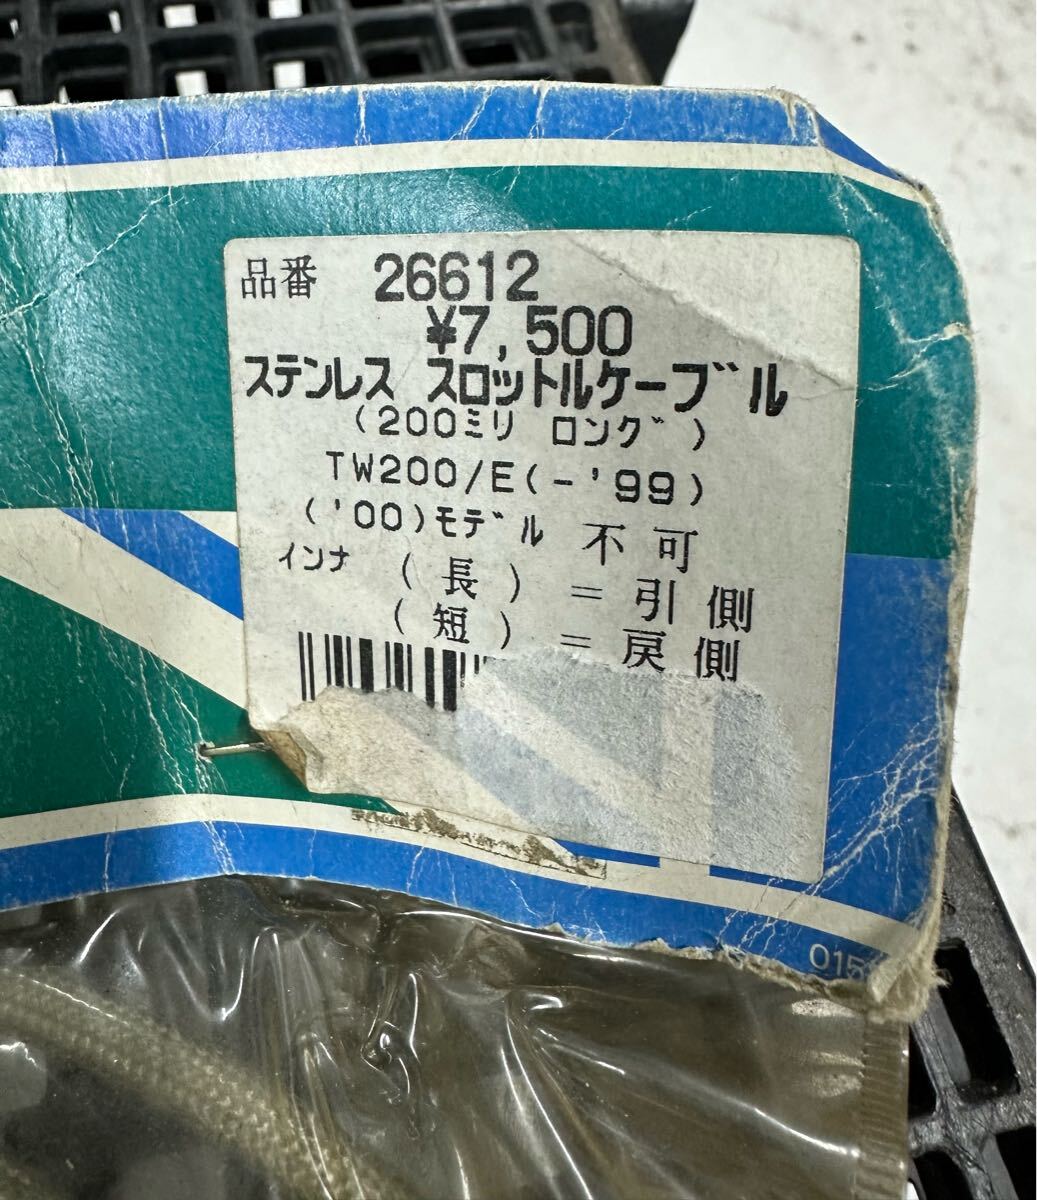 品番 26612
¥7,500
ステンレス スロットルケーブル
(200ミリ ロング)
TW200/E(-'99)
('00)モデル 不可
インナ (長) = 引側
(短) = 戻側
015